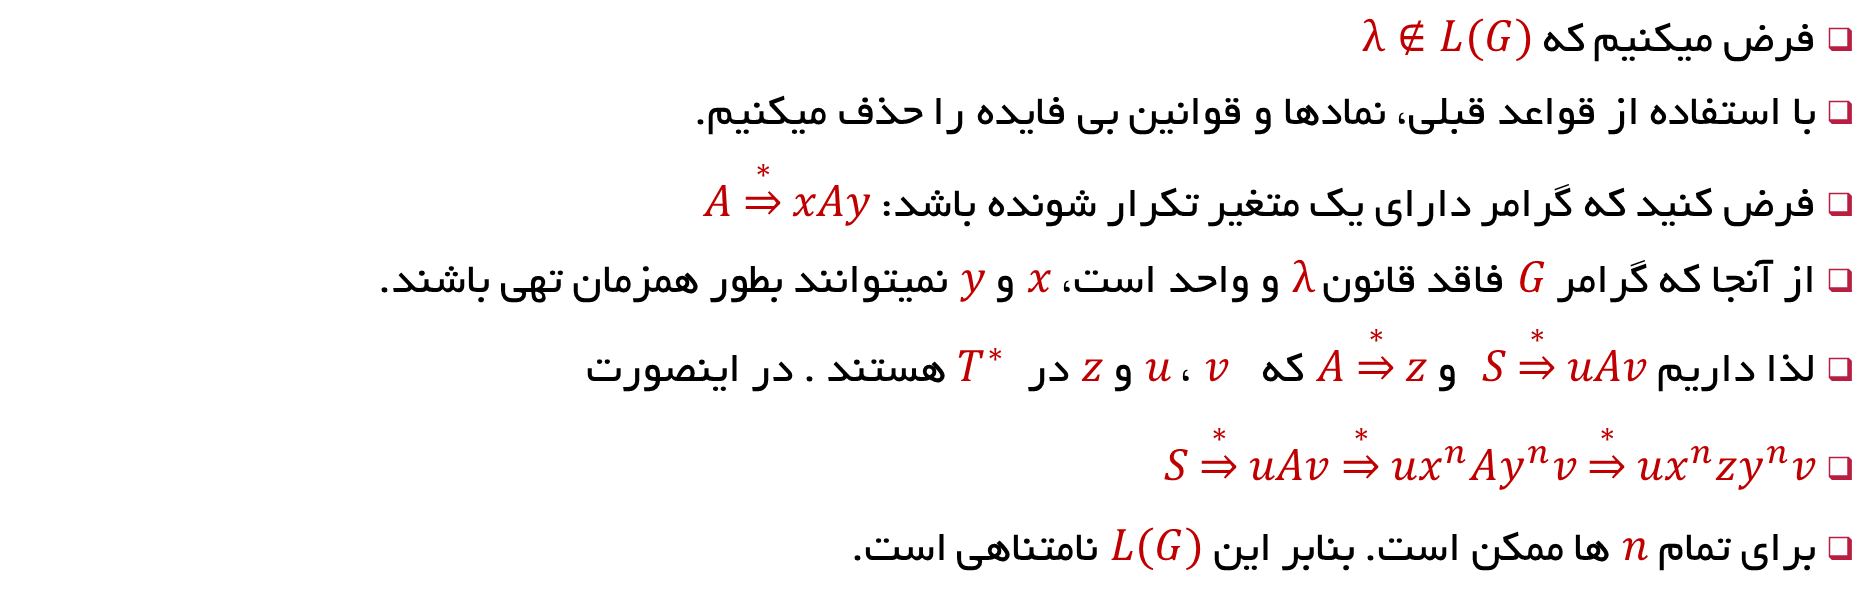 ❑ فرض میکنیم که λ ∉ L(G)
❑ با استفاده از قواعد قبلی، نمادها و قوانین بی فایده را حذف میکنیم.
❑ فرض کنید که گرامر دارای یک متغیر تکرار شونده باشد: A ⇒* xAy
❑ از آنجا که گرامر G فاقد قانون λ و واحد است، x و y نمیتوانند بطور همزمان تهی باشند.
❑ لذا داریم S ⇒* uAv و A ⇒* z که u ، v و z در T* هستند . در اینصورت
❑ S ⇒* uAv ⇒* uxⁿAyⁿv ⇒* uxⁿzyⁿv
❑ برای تمام n ها ممکن است. بنابر این L(G) نامتناهی است.